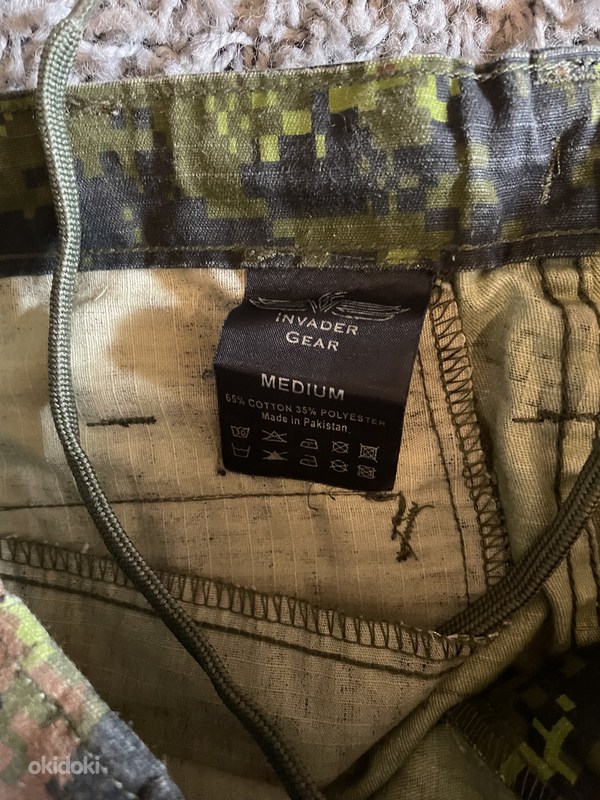 INVADER
GEAR
MEDIUM
65% COTTON 35% POLYESTER
Made in Pakistan
okidoki